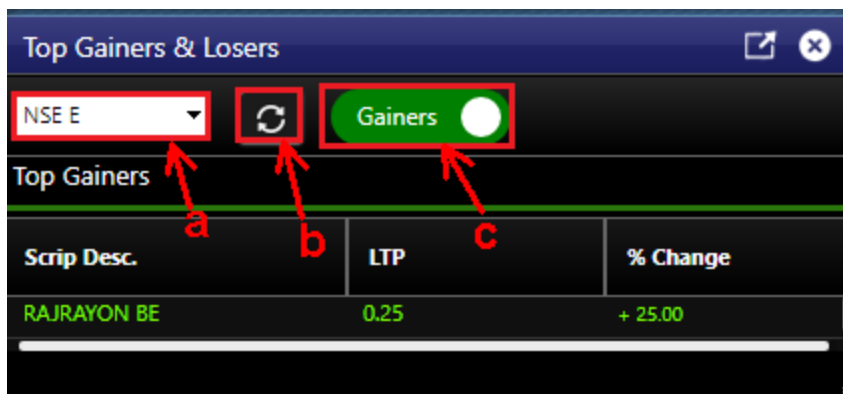 Top Gainers & Losers
NSE E
Gainers
Top Gainers
a
b
c
Scrip Desc. LTP % Change
RAJRAYON BE 0.25 + 25.00